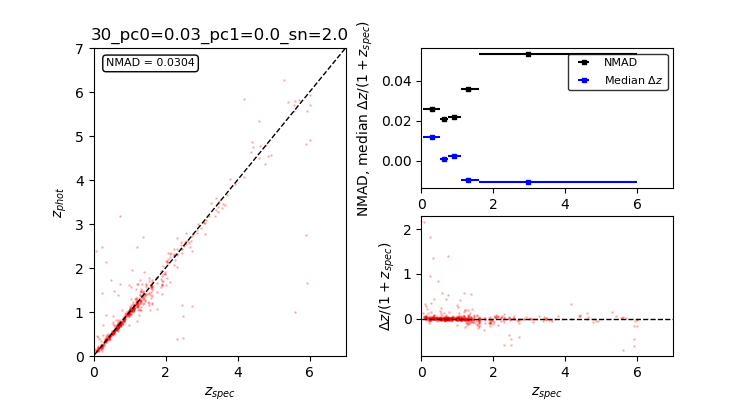 30_pc0=0.03_pc1=0.0_sn=2.0
NMAD = 0.0304
z_phot
7
6
5
4
3
2
1
0
0 2 4 6
z_spec
NMAD, median Δz/(1 + z_spec)
0.04
0.02
0.00
NMAD
Median Δz
0 2 4 6
Δz/(1 + z_spec)
2
1
0
0 2 4 6
z_spec